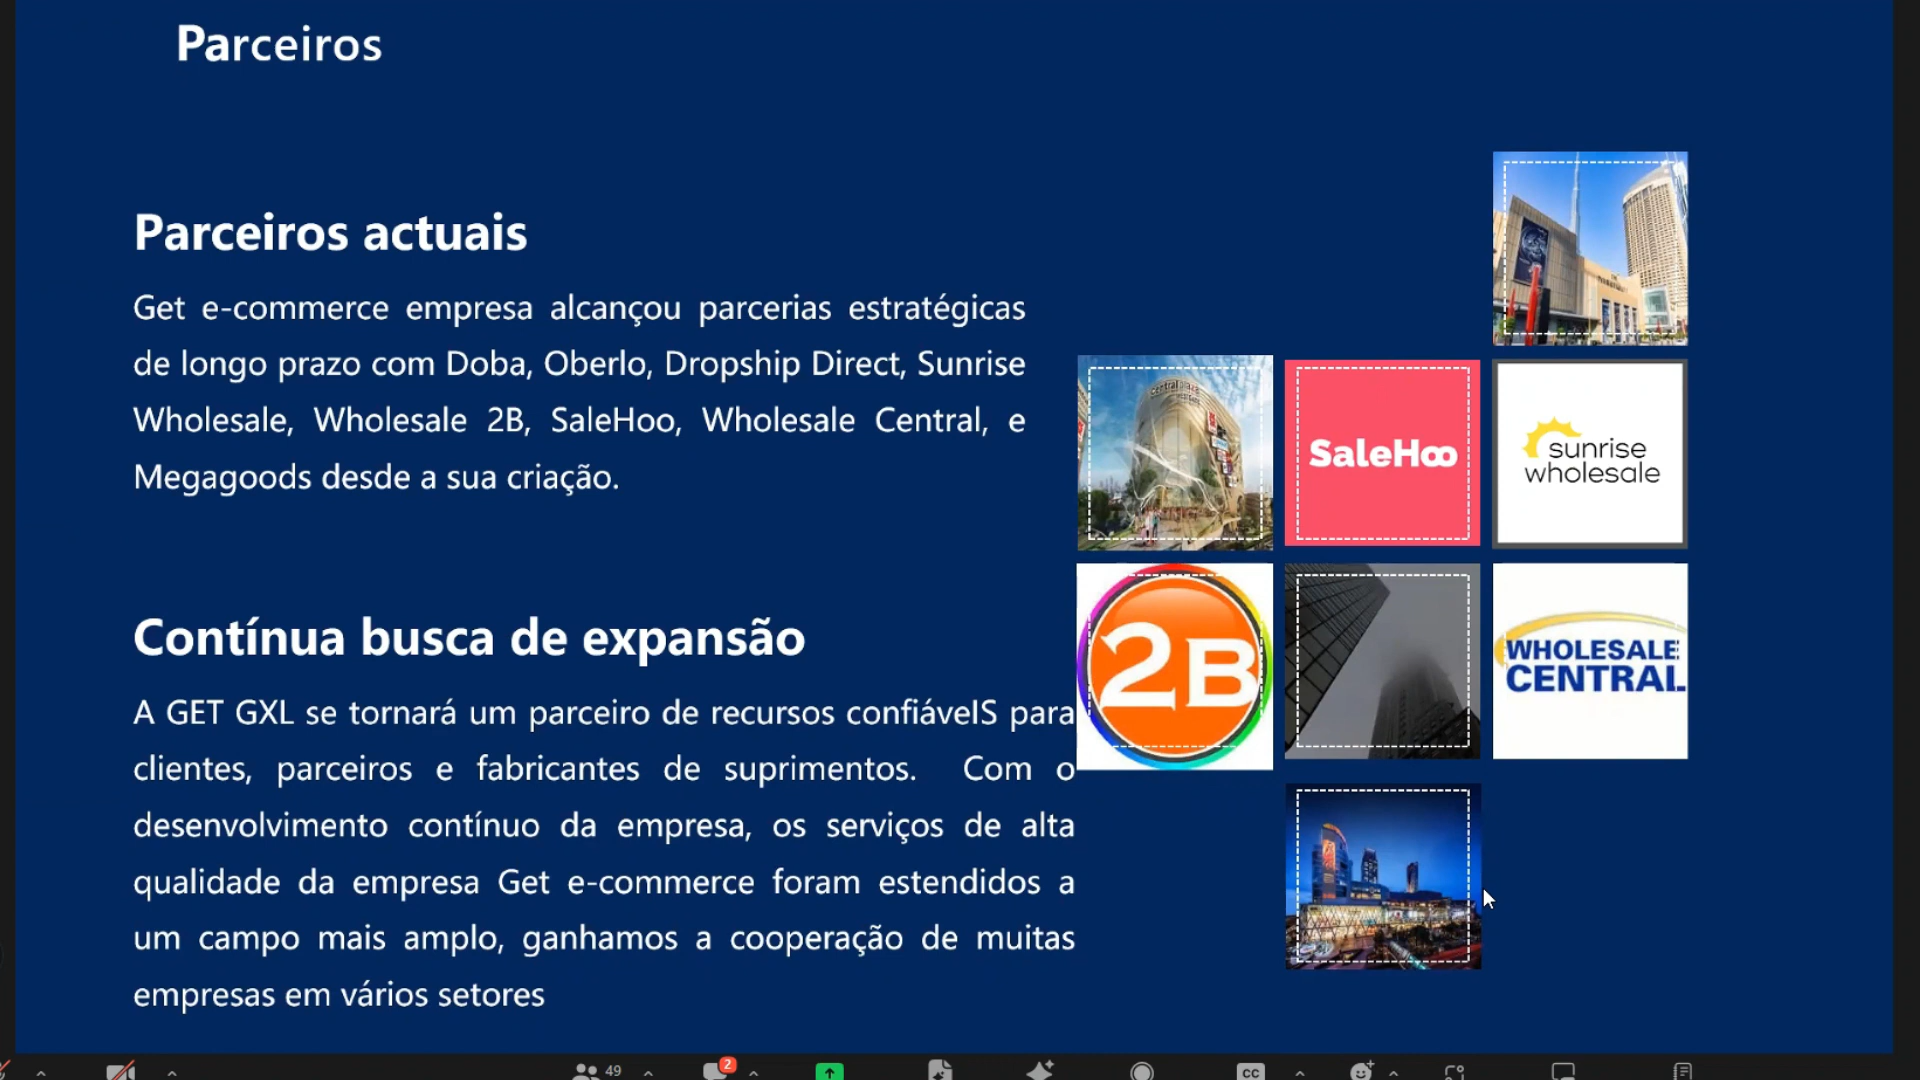 Parceiros
Parceiros actuais
Get e-commerce empresa alcançou parcerias estratégicas
de longo prazo com Doba, Oberlo, Dropship Direct, Sunrise
Wholesale, Wholesale 2B, SaleHoo, Wholesale Central, e
Megagoods desde a sua criação.
SaleHoo
sunrise
wholesale
2B
WHOLESALE
CENTRAL
Contínua busca de expansão
A GET GXL se tornará um parceiro de recursos confiáveIS para
clientes, parceiros e fabricantes de suprimentos. Com o
desenvolvimento contínuo da empresa, os serviços de alta
qualidade da empresa Get e-commerce foram estendidos a
um campo mais amplo, ganhamos a cooperação de muitas
empresas em vários setores
49
2
CC